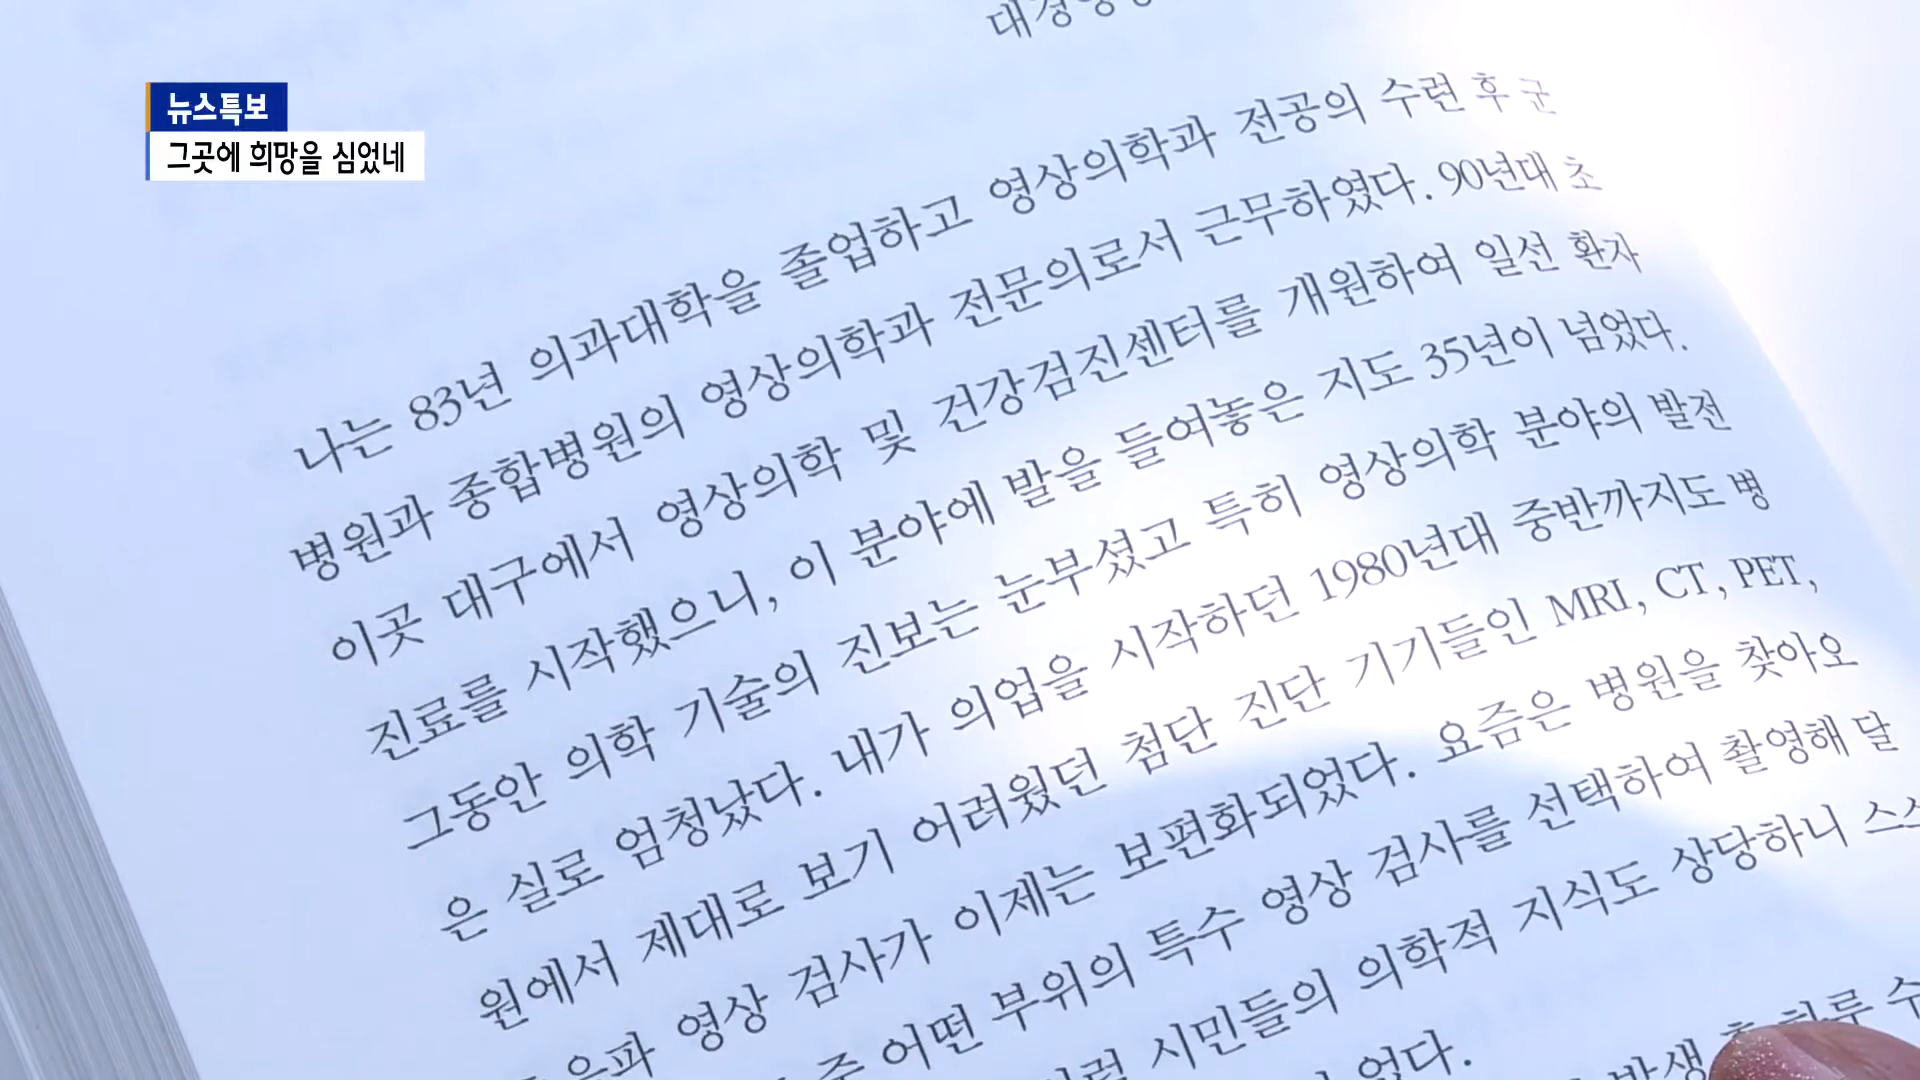 뉴스특보
그곳에 희망을 심었네
나는 83년 의과대학을 졸업하고 영상의학과 전공의 수련 후 군
병원과 종합병원의 영상의학과 전문의로서 근무하였다. 90년대 초
이곳 대구에서 영상의학 및 건강검진센터를 개원하여 일선 환자
진료를 시작했으니, 이 분야에 발을 들여놓은 지도 35년이 넘었다.
그동안 의학 기술의 진보는 눈부셨고 특히 영상의학 분야의 발전
은 실로 엄청났다. 내가 의업을 시작하던 1980년대 중반까지도 병
원에서 제대로 보기 어려웠던 첨단 진단 기기들인 MRI, CT, PET,
영상 검사가 이제는 보편화되었다. 요즘은 병원을 찾아오
어떤 부위의 특수 영상 검사를 선택하여 촬영해 달
시민들의 의학적 지식도 상당하니